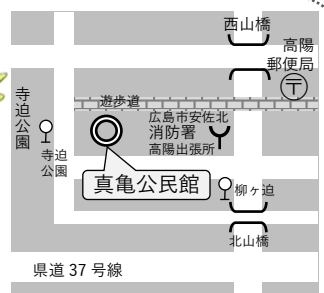 西山橋
高陽
郵便局
〒
遊歩道
寺迫公園
広島市安佐北
消防署
高陽出張所
寺迫
公園
真亀公民館
柳ヶ迫
北山橋
県道 37 号線